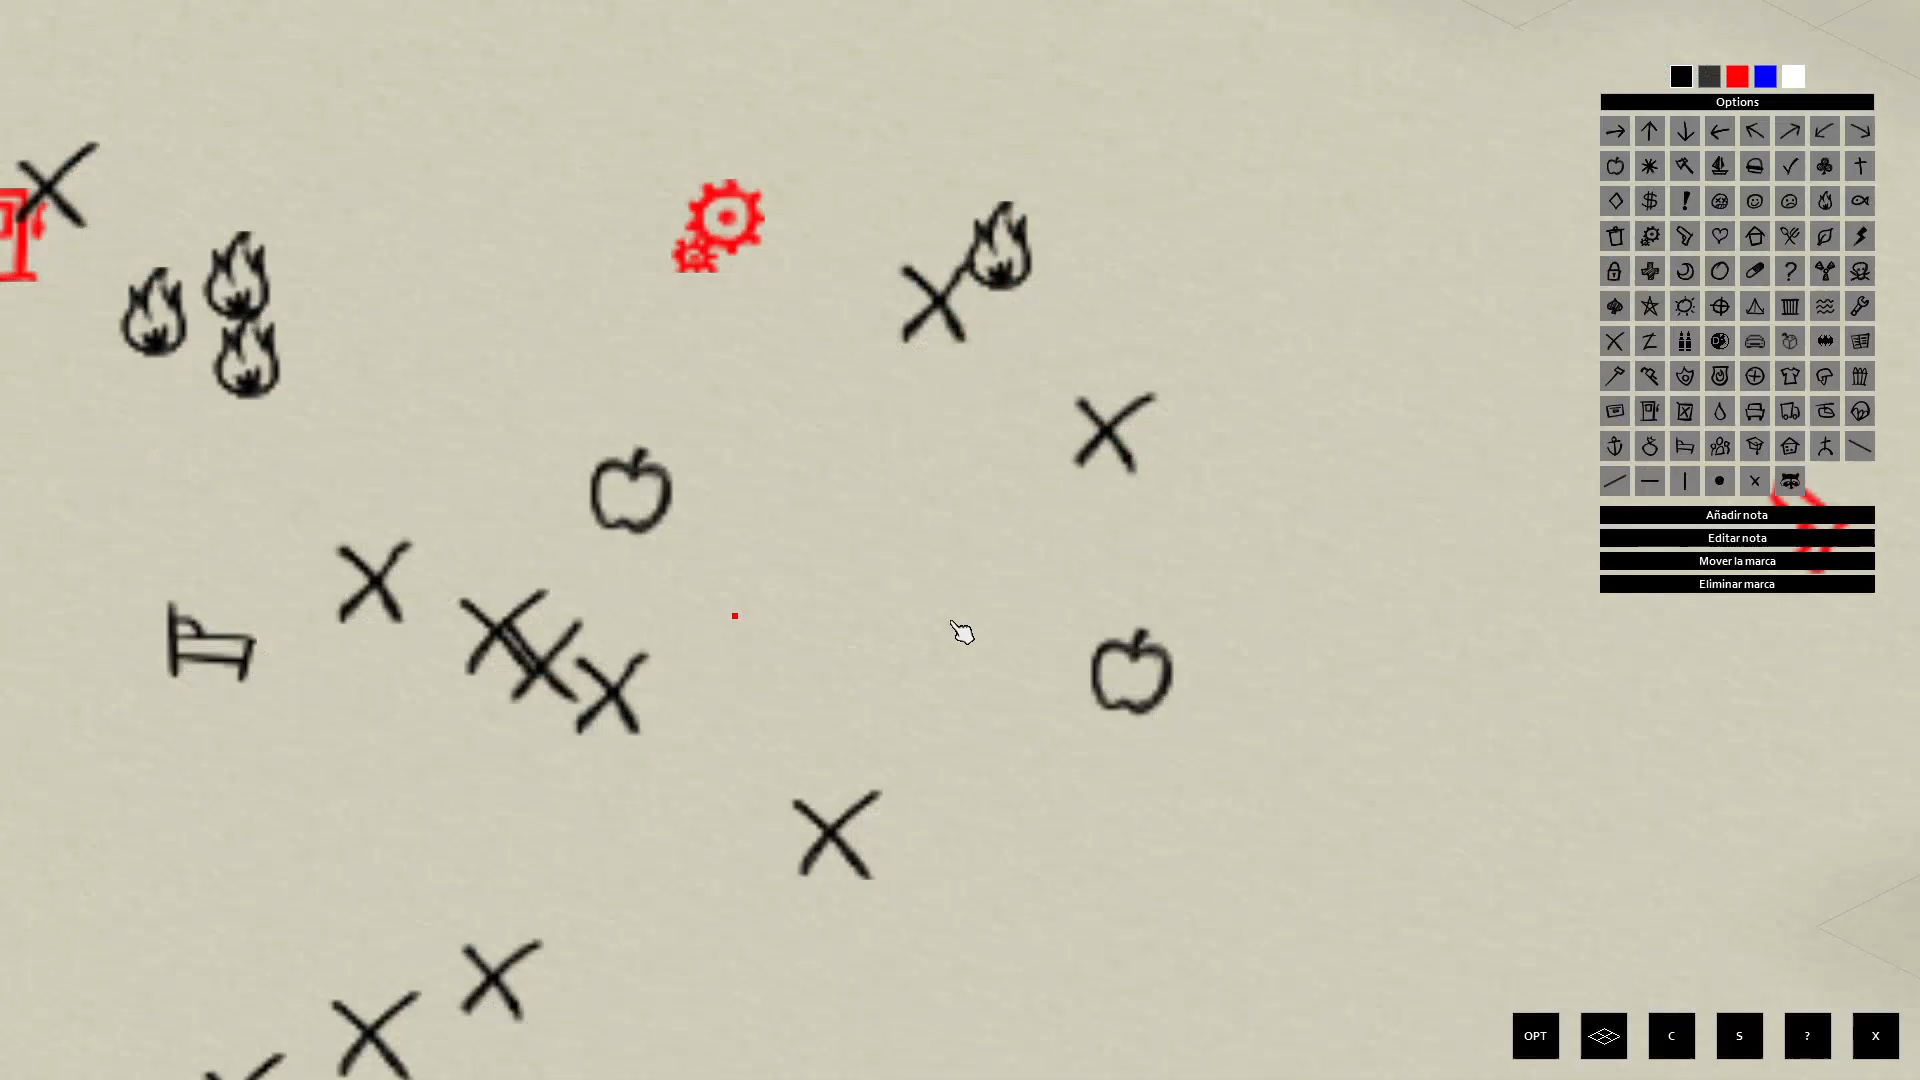 Options
Añadir nota
Editar nota
Mover la marca
Eliminar marca
OPT C S ? X